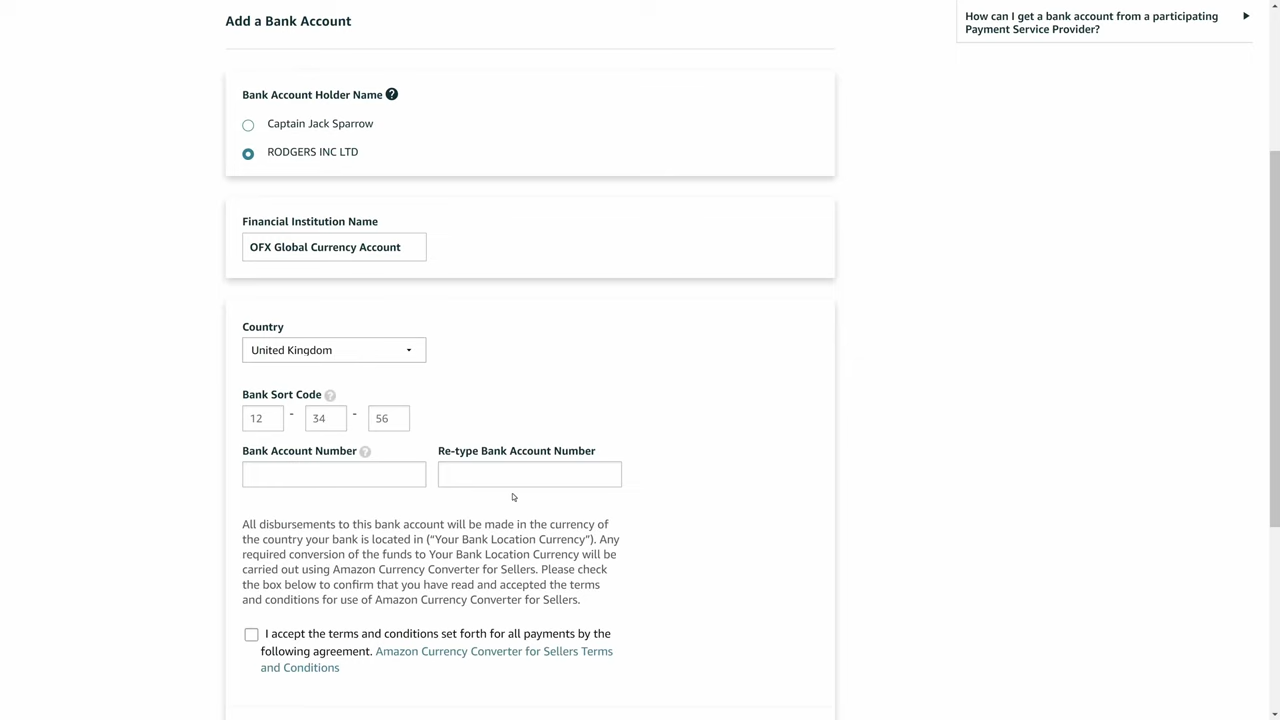 Add a Bank Account
How can I get a bank account from a participating
Payment Service Provider?
Bank Account Holder Name ?
Captain Jack Sparrow
RODGERS INC LTD
Financial Institution Name
OFX Global Currency Account
Country
United Kingdom
Bank Sort Code ?
12 - 34 - 56
Bank Account Number ? Re-type Bank Account Number
All disbursements to this bank account will be made in the currency of
the country your bank is located in (“Your Bank Location Currency”). Any
required conversion of the funds to Your Bank Location Currency will be
carried out using Amazon Currency Converter for Sellers. Please check
the box below to confirm that you have read and accepted the terms
and conditions for use of Amazon Currency Converter for Sellers.
I accept the terms and conditions set forth for all payments by the
following agreement. Amazon Currency Converter for Sellers Terms
and Conditions